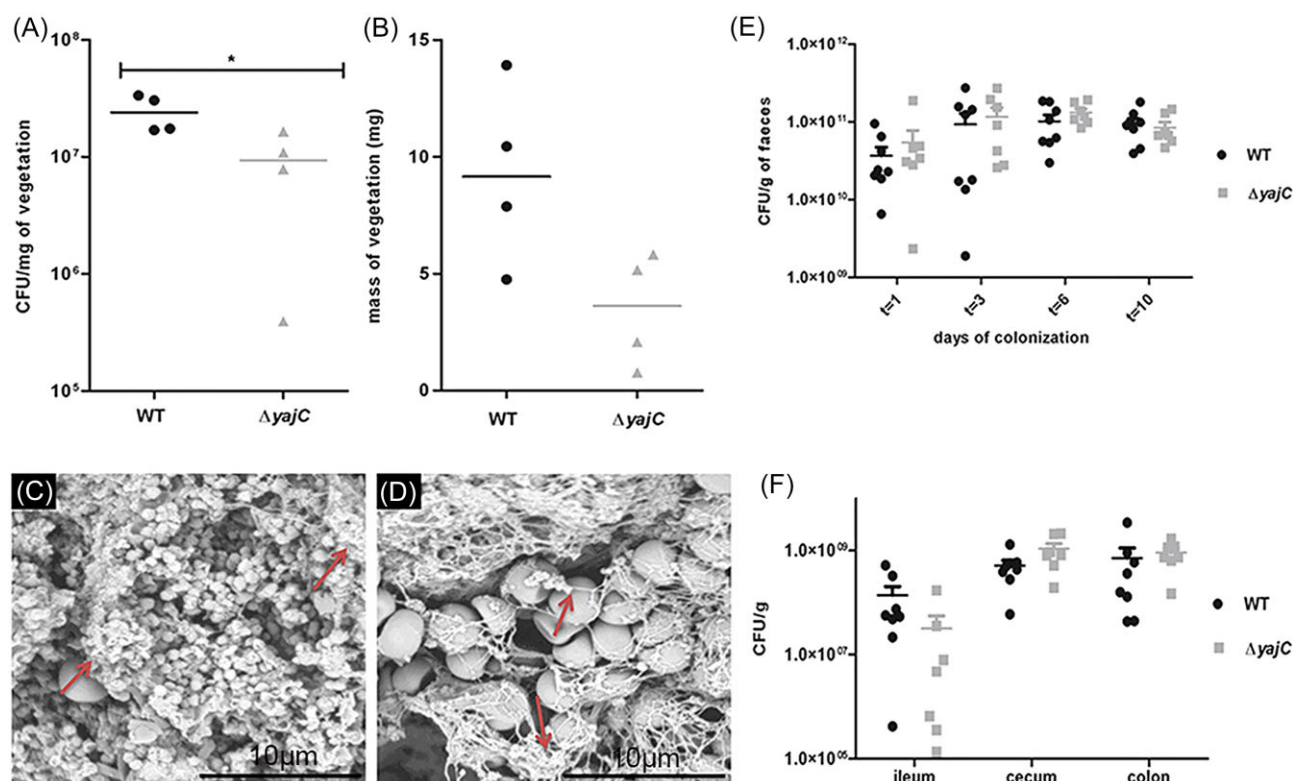 (A)
10⁸
10⁷
10⁶
10⁵
CFU/mg of vegetation
*
WT
ΔyajC
(B)
15
10
5
0
mass of vegetation (mg)
WT
ΔyajC
(E)
1.0×10¹²
1.0×10¹¹
1.0×10¹⁰
1.0×10⁰⁹
CFU/g of faeces
t=1
t=3
t=6
t=10
days of colonization
WT
ΔyajC
(C)
10μm
(D)
10μm
(F)
1.0×10⁰⁹
1.0×10⁰⁷
1.0×10⁰⁵
CFU/g
ileum
cecum
colon
WT
ΔyajC